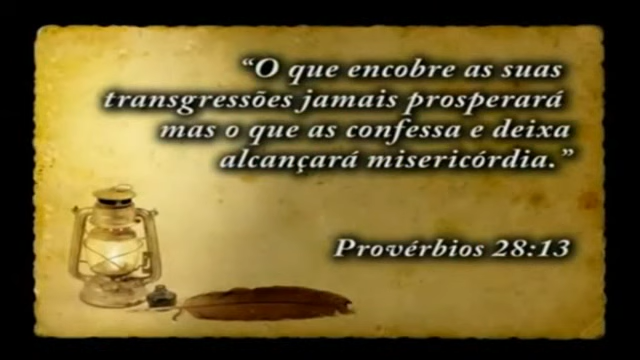 “O que encobre as suas
transgressões jamais prosperará
mas o que as confessa e deixa
alcançará misericórdia.”
Provérbios 28:13